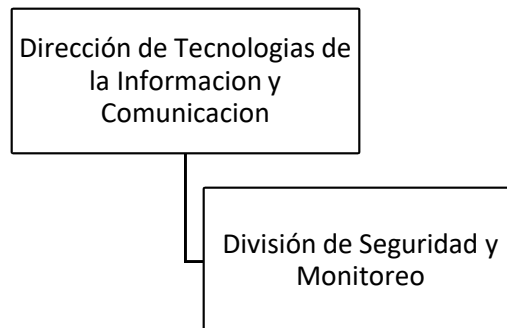 Dirección de Tecnologias de
la Informacion y
Comunicacion
División de Seguridad y
Monitoreo